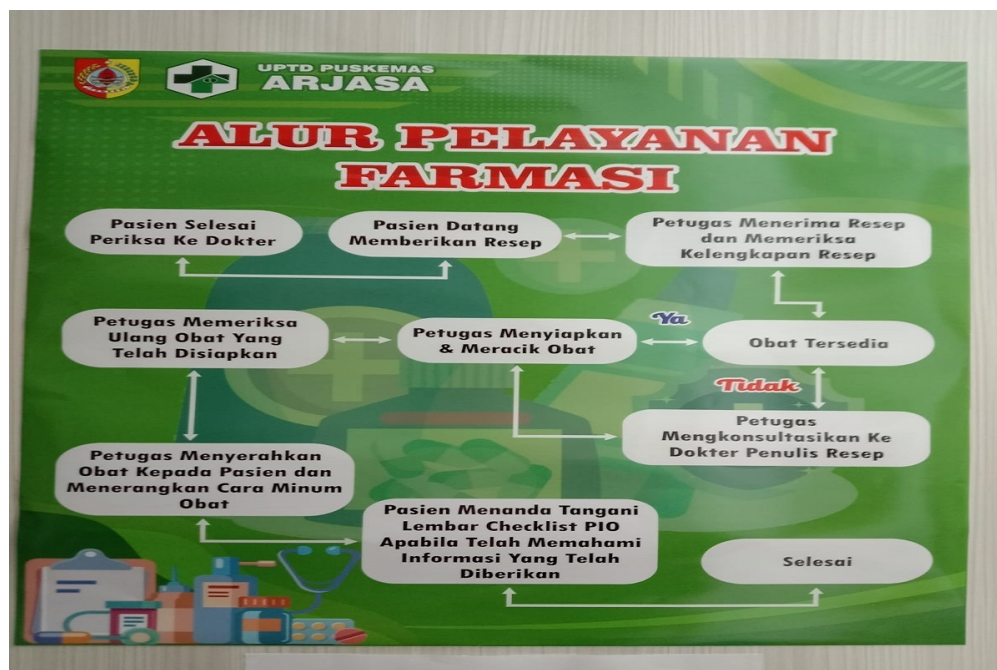 UPTD PUSKEMAS
ARJASA
ALUR PELAYANAN
FARMASI
Pasien Selesai
Periksa Ke Dokter
Pasien Datang
Memberikan Resep
Petugas Menerima Resep
dan Memeriksa
Kelengkapan Resep
Obat Tersedia
Ya
Tidak
Petugas Menyiapkan
& Meracik Obat
Petugas Memeriksa
Ulang Obat Yang
Telah Disiapkan
Petugas
Mengkonsultasikan Ke
Dokter Penulis Resep
Petugas Menyerahkan
Obat Kepada Pasien dan
Menerangkan Cara Minum
Obat
Pasien Menanda Tangani
Lembar Checklist PIO
Apabila Telah Memahami
Informasi Yang Telah
Diberikan
Selesai